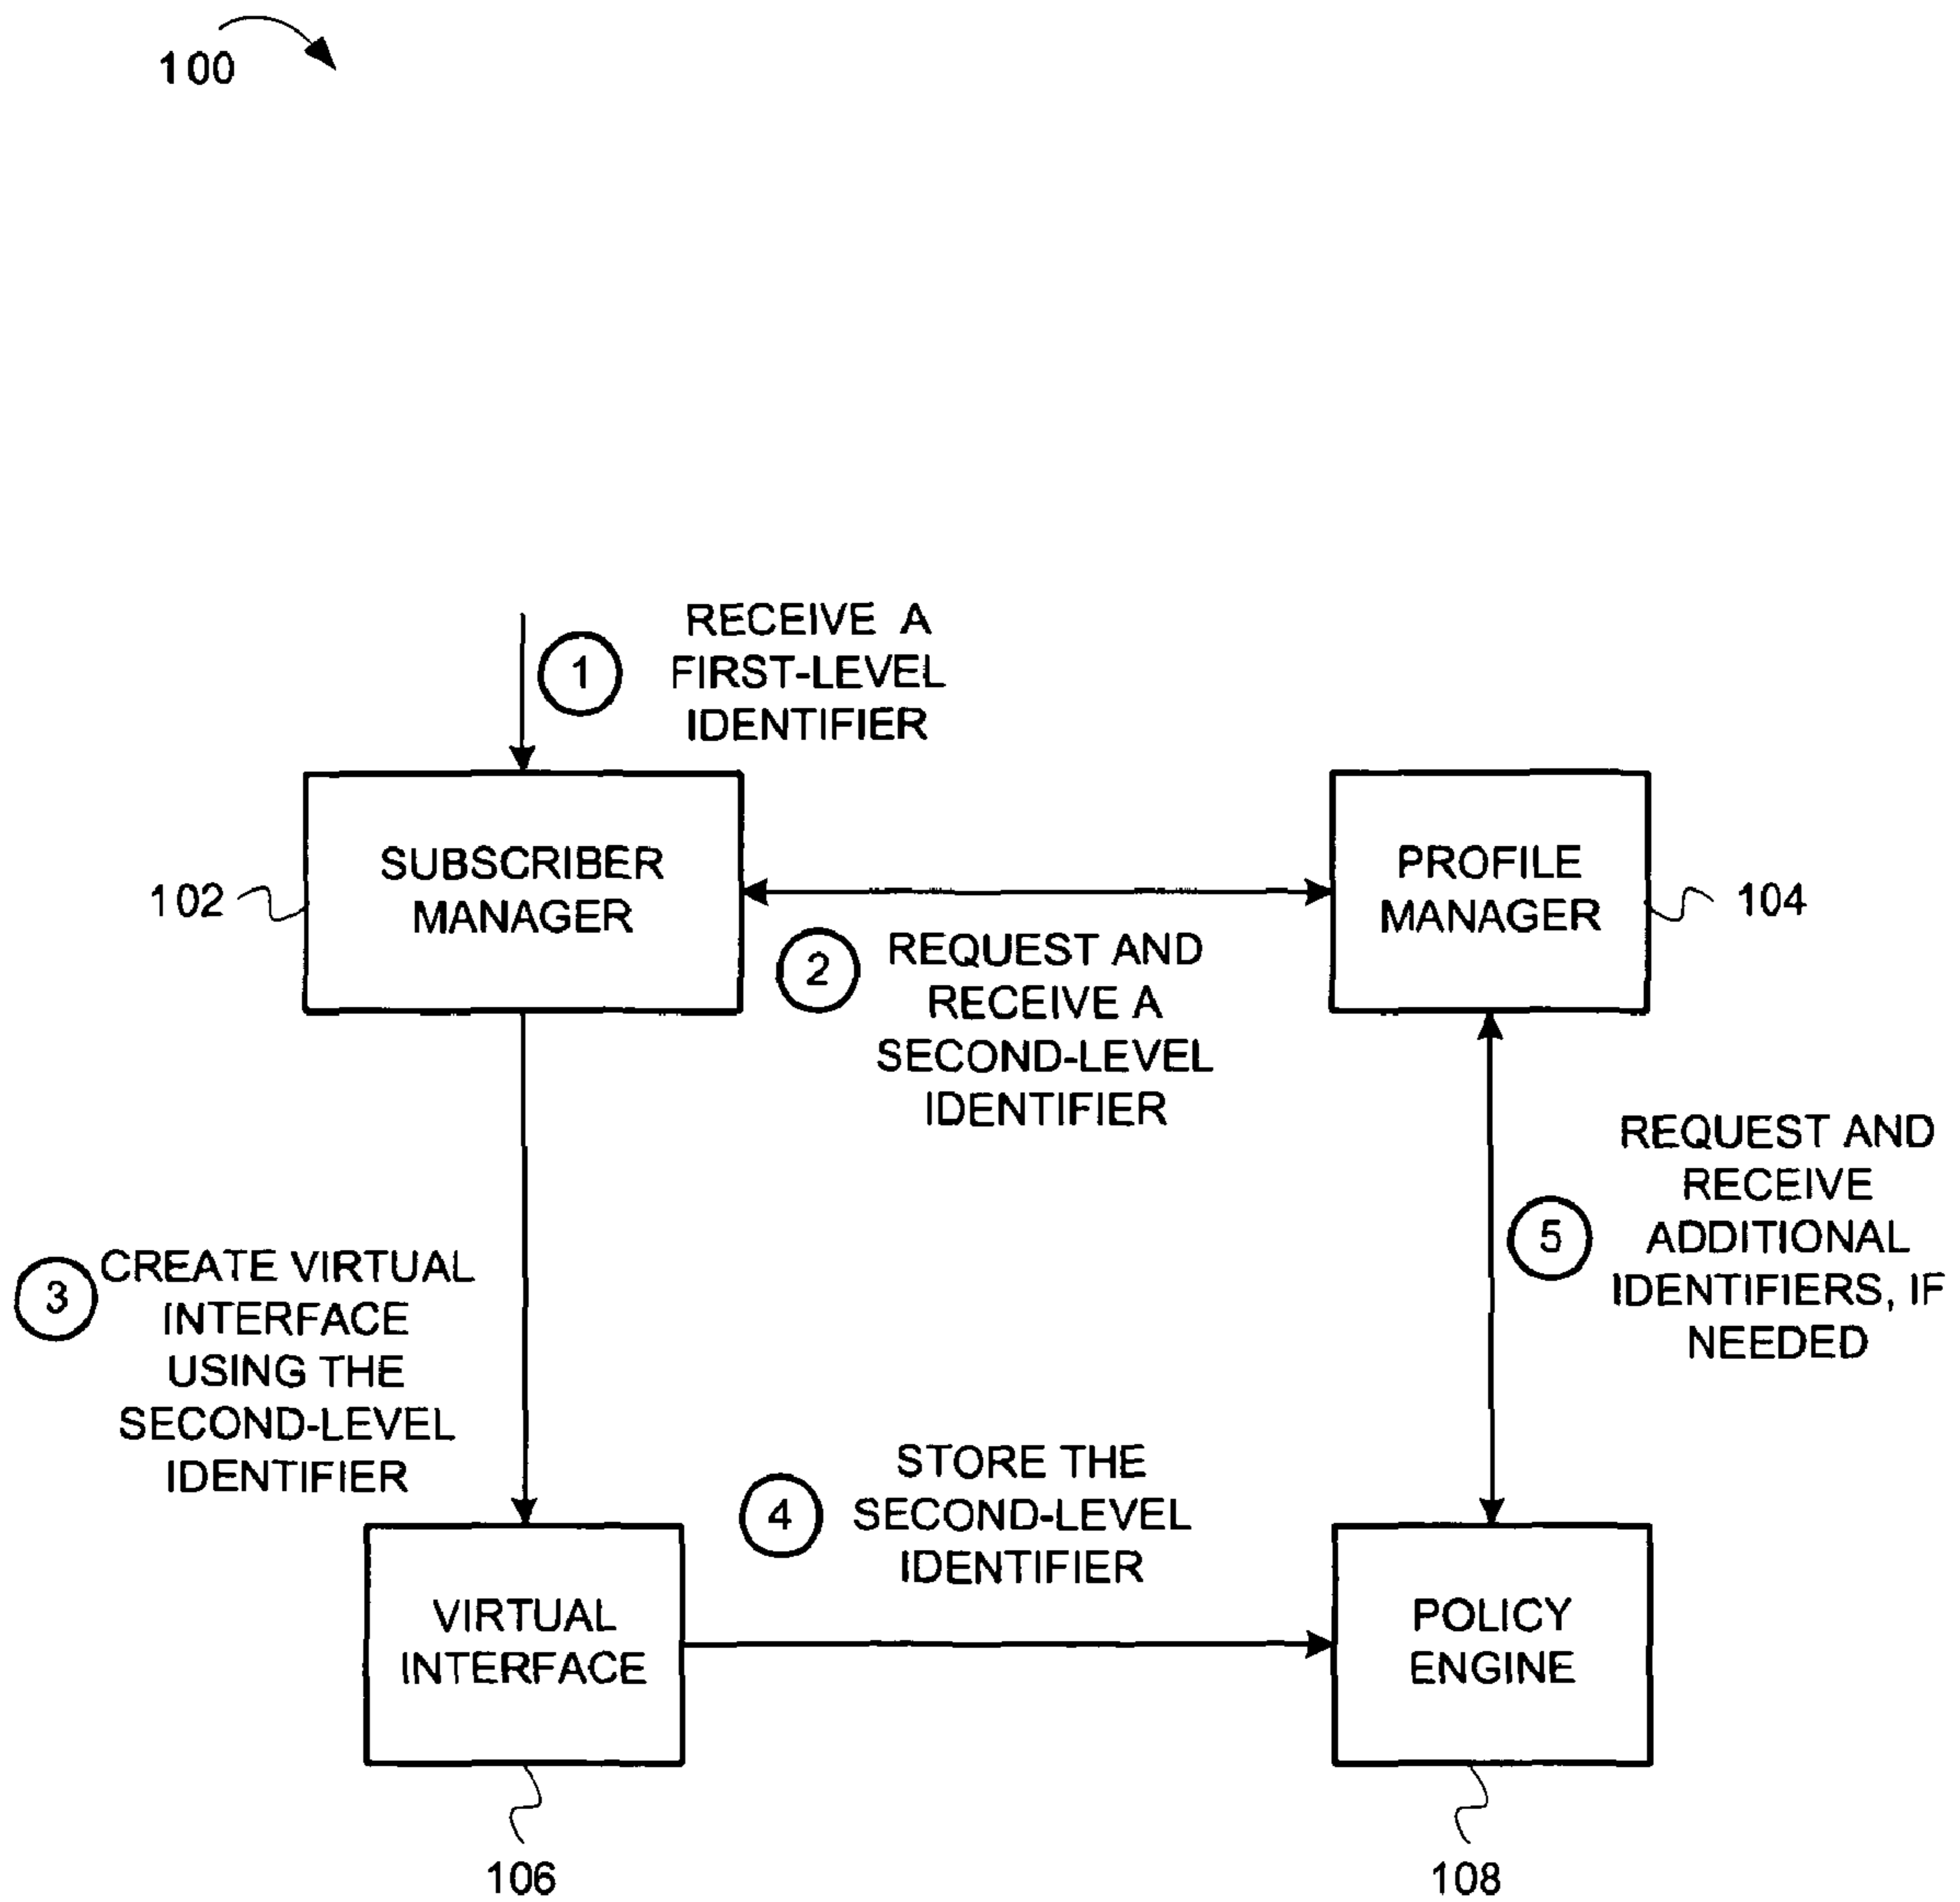 100
RECEIVE A
FIRST-LEVEL
IDENTIFIER
1
SUBSCRIBER
MANAGER
102
PROFILE
MANAGER
104
2
REQUEST AND
RECEIVE A
SECOND-LEVEL
IDENTIFIER
3
CREATE VIRTUAL
INTERFACE
USING THE
SECOND-LEVEL
IDENTIFIER
5
REQUEST AND
RECEIVE
ADDITIONAL
IDENTIFIERS, IF
NEEDED
4
STORE THE
SECOND-LEVEL
IDENTIFIER
VIRTUAL
INTERFACE
POLICY
ENGINE
106
108